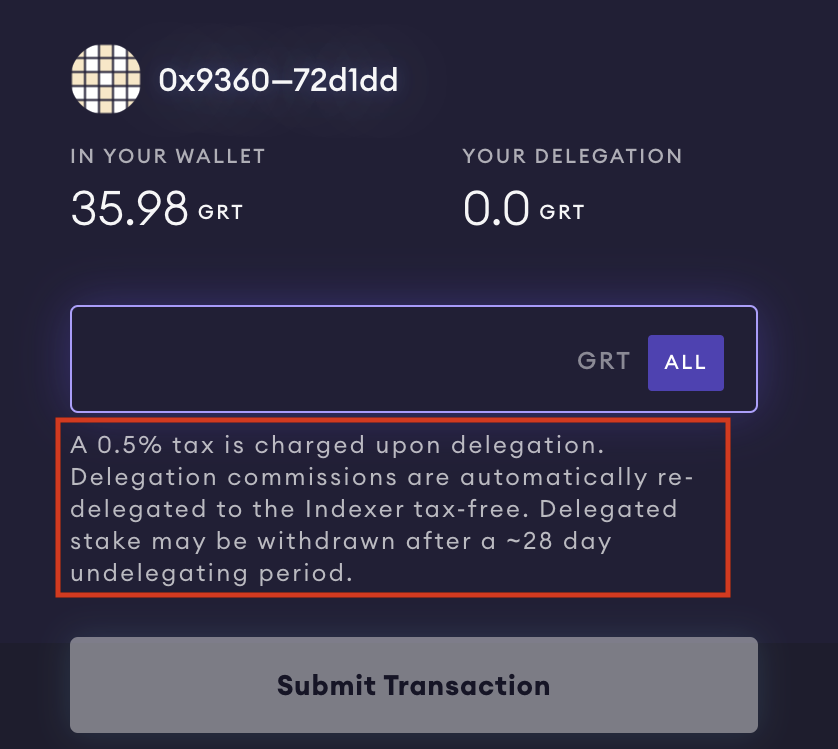 0x9360—72d1dd
IN YOUR WALLET
YOUR DELEGATION
35.98 GRT
0.0 GRT
GRT ALL
A 0.5% tax is charged upon delegation.
Delegation commissions are automatically re-
delegated to the Indexer tax-free. Delegated
stake may be withdrawn after a ~28 day
undelegating period.
Submit Transaction